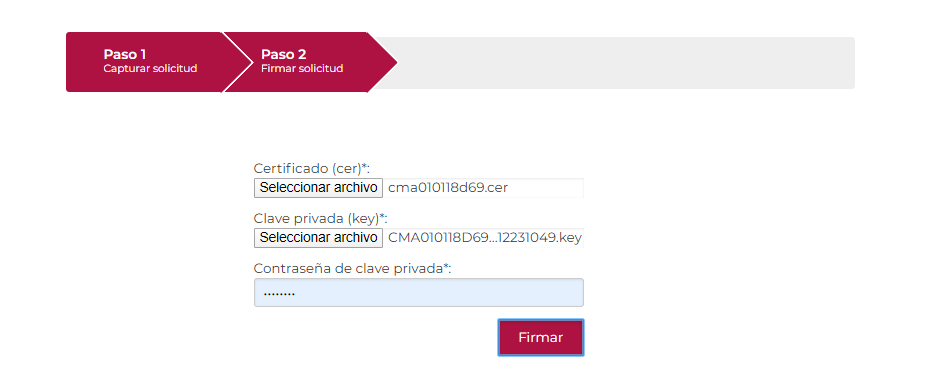 Paso 1
Capturar solicitud
Paso 2
Firmar solicitud
Certificado (cer)*:
Seleccionar archivo cma010118d69.cer
Clave privada (key)*:
Seleccionar archivo CMA010118D69...12231049.key
Contraseña de clave privada*:
........
Firmar